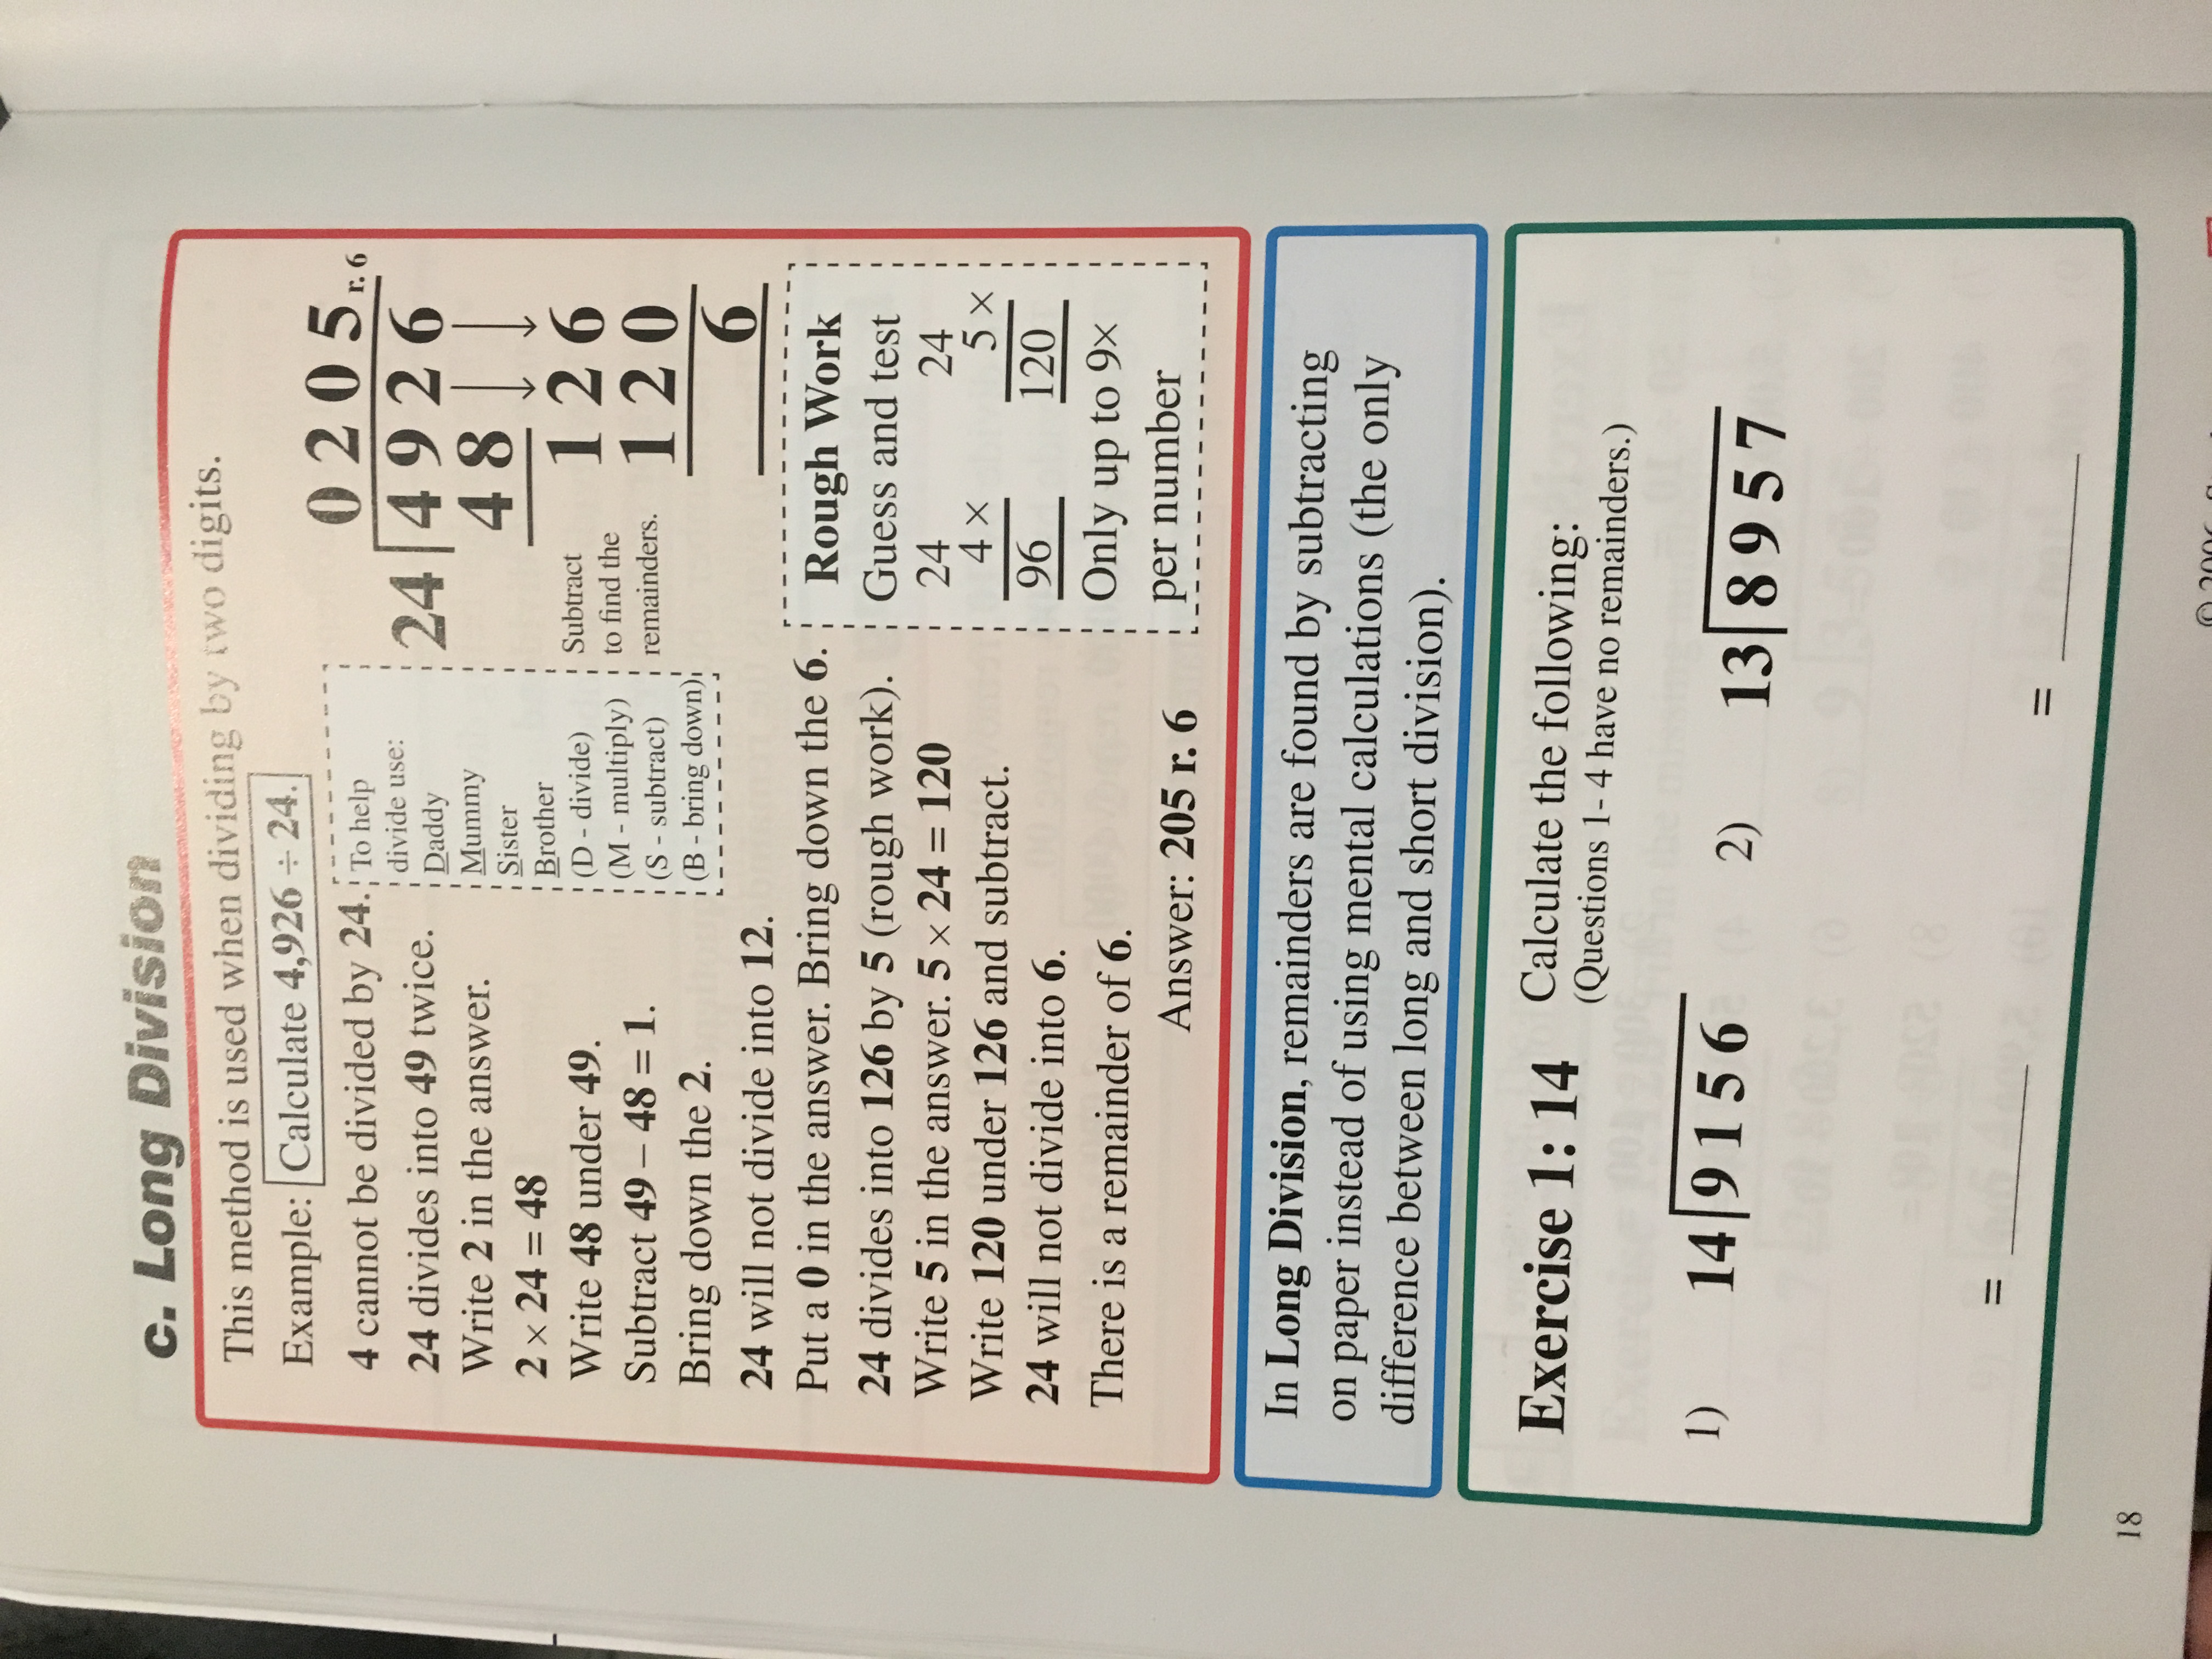 c. Long Division
This method is used when dividing by two digits.
Example: Calculate 4,926 ÷ 24.
4 cannot be divided by 24.
24 divides into 49 twice.
Write 2 in the answer.
2 × 24 = 48
Write 48 under 49.
Subtract 49 – 48 = 1.
Bring down the 2.
24 will not divide into 12.
Put a 0 in the answer. Bring down the 6.
24 divides into 126 by 5 (rough work).
Write 5 in the answer. 5 × 24 = 120
Write 120 under 126 and subtract.
24 will not divide into 6.
There is a remainder of 6.
Answer: 205 r. 6
To help
divide use:
Daddy
Mummy
Sister
Brother
(D - divide)
(M - multiply)
(S - subtract)
(B - bring down)
0 2 0 5 r. 6
24 4 9 2 6
4 8
1 2 6
1 2 0
6
Subtract
to find the
remainders.
Rough Work
Guess and test
24 24
4 × 5 ×
96 120
Only up to 9×
per number
In Long Division, remainders are found by subtracting
on paper instead of using mental calculations (the only
difference between long and short division).
Exercise 1: 14 Calculate the following:
(Questions 1- 4 have no remainders.)
1) 14 9 1 5 6
2) 13 8 9 5 7
=
=
18
© 2006